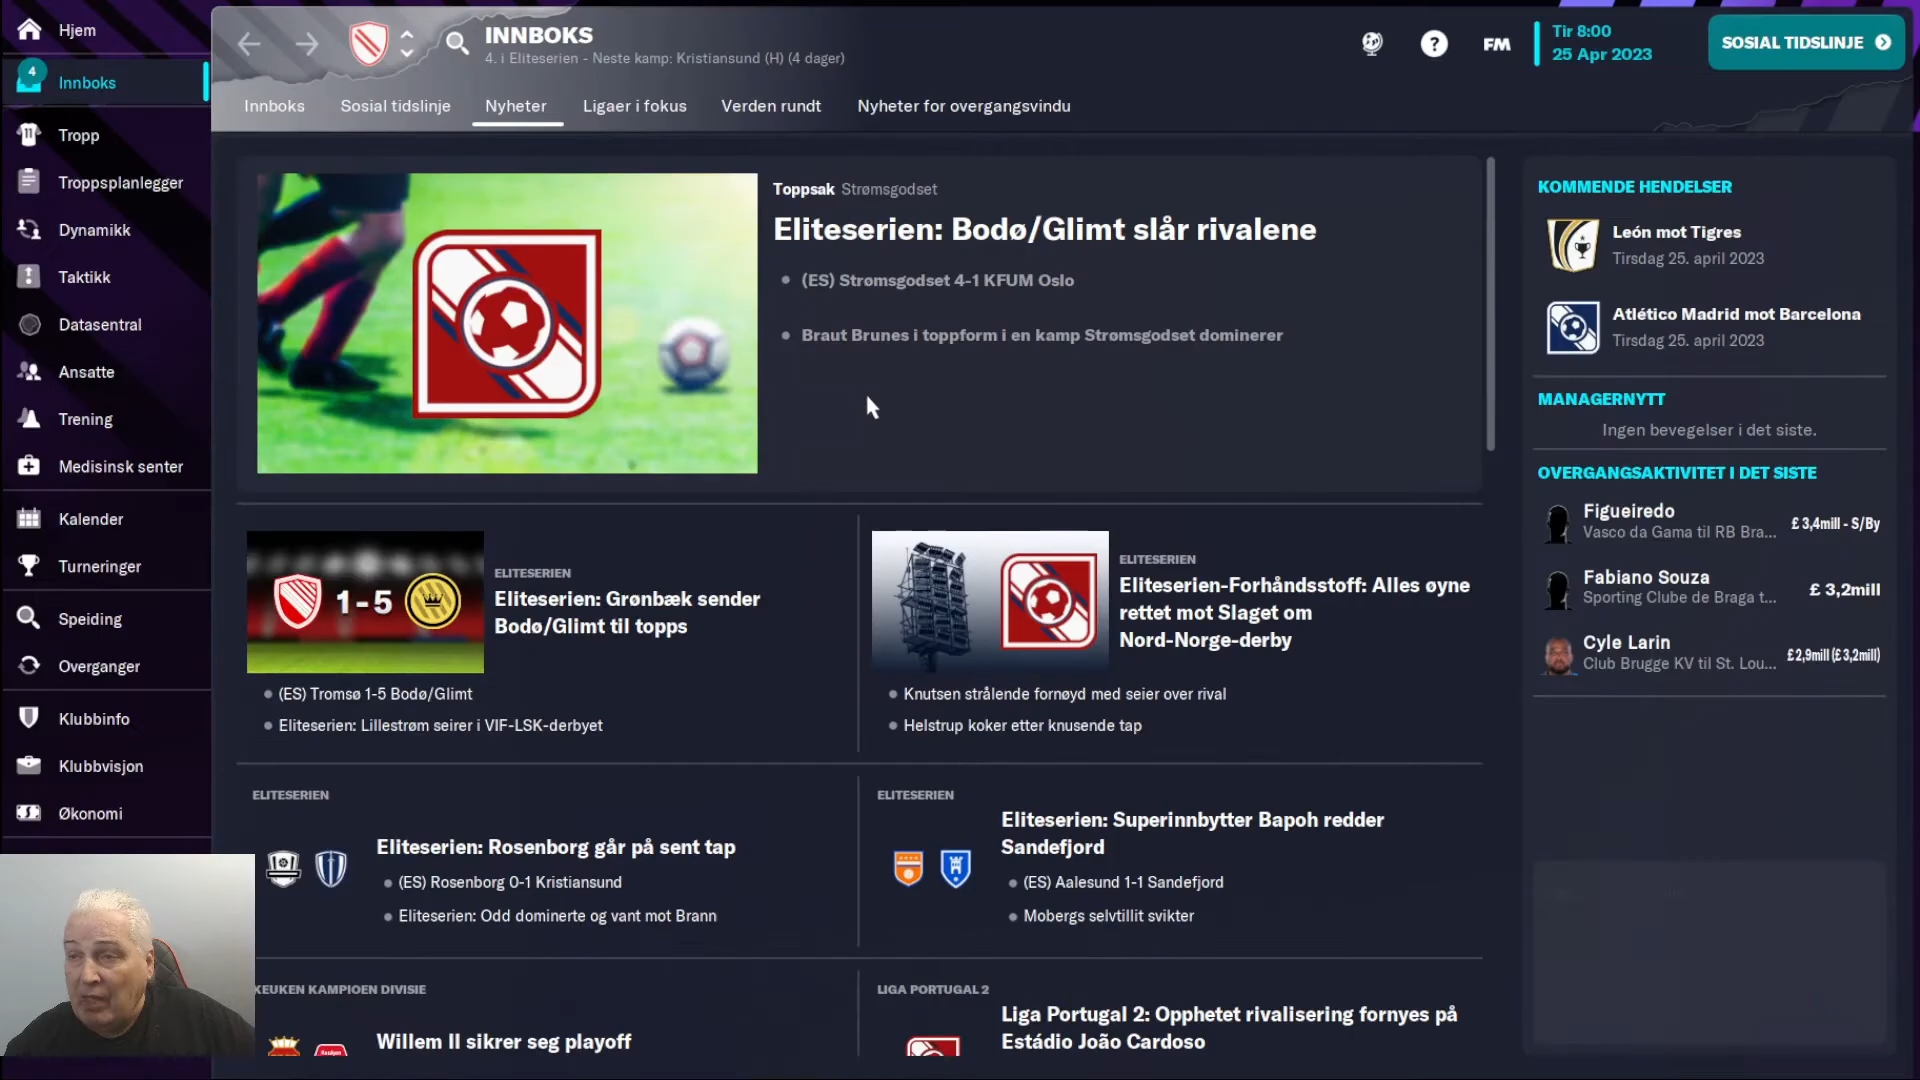 Hjem
4
Innboks
Tropp
Troppsplanlegger
Dynamikk
Taktikk
Datasentral
Ansatte
Trening
Medisinsk senter
Kalender
Turneringer
Speiding
Overganger
Klubbinfo
Klubbvisjon
Økonomi
INNBOKS
4. i Eliteserien - Neste kamp: Kristiansund (H) (4 dager)
?
FM
Tir 8:00
25 Apr 2023
SOSIAL TIDSLINJE
Innboks
Sosial tidslinje
Nyheter
Ligaer i fokus
Verden rundt
Nyheter for overgangsvindu
Toppsak Strømsgodset
Eliteserien: Bodø/Glimt slår rivalene
(ES) Strømsgodset 4-1 KFUM Oslo
Braut Brunes i toppform i en kamp Strømsgodset dominerer
1-5
ELITESERIEN
Eliteserien: Grønbæk sender
Bodø/Glimt til topps
(ES) Tromsø 1-5 Bodø/Glimt
Eliteserien: Lillestrøm seirer i VIF-LSK-derbyet
ELITESERIEN
Eliteserien-Forhåndsstoff: Alles øyne
rettet mot Slaget om
Nord-Norge-derby
Knutsen strålende fornøyd med seier over rival
Helstrup koker etter knusende tap
ELITESERIEN
Eliteserien: Rosenborg går på sent tap
(ES) Rosenborg 0-1 Kristiansund
Eliteserien: Odd dominerte og vant mot Brann
ELITESERIEN
Eliteserien: Superinnbytter Bapoh redder
Sandefjord
(ES) Aalesund 1-1 Sandefjord
Mobergs selvtillit svikter
KEUKEN KAMPIOEN DIVISIE
Willem II sikrer seg playoff
LIGA PORTUGAL 2
Liga Portugal 2: Opphetet rivalisering fornyes på
Estádio João Cardoso
KOMMENDE HENDELSER
León mot Tigres
Tirsdag 25. april 2023
Atlético Madrid mot Barcelona
Tirsdag 25. april 2023
MANAGERNYTT
Ingen bevegelser i det siste.
OVERGANGSAKTIVITET I DET SISTE
Figueiredo
Vasco da Gama til RB Bra...
£ 3,4mill - S/By
Fabiano Souza
Sporting Clube de Braga t...
£ 3,2mill
Cyle Larin
Club Brugge KV til St. Lou...
£ 2,9mill (£ 3,2mill)